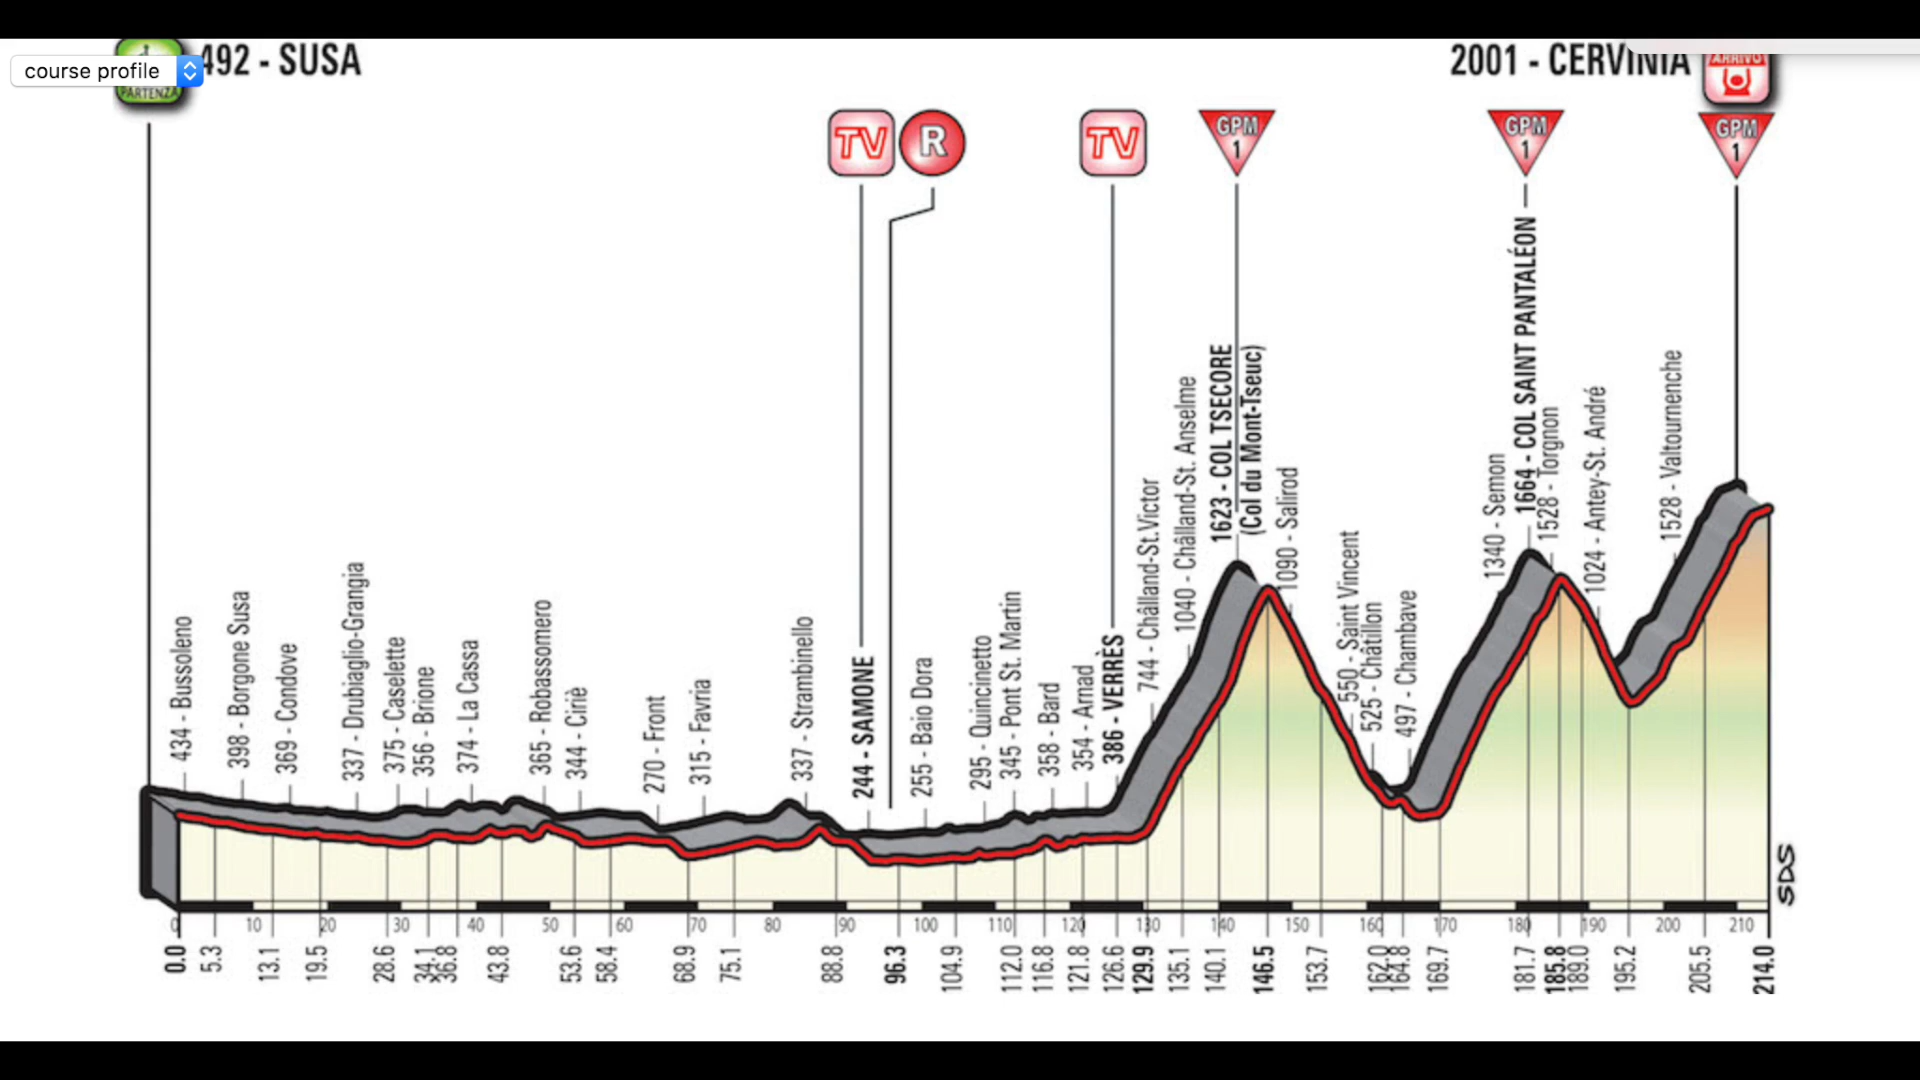 492 - SUSA
course profile
PARTENZA
2001 - CERVINIA
ARRIVO
TV
R
TV
GPM
1
GPM
1
GPM
1
434 - Bussoleno
398 - Borgone Susa
369 - Condove
337 - Drubiaglio-Grangia
375 - Caselette
356 - Brione
374 - La Cassa
365 - Robassomero
344 - Ciriè
270 - Front
315 - Favria
337 - Strambinello
244 - SAMONE
255 - Baio Dora
295 - Quincinetto
345 - Pont St. Martin
358 - Bard
354 - Arnad
386 - VERRÈS
744 - Châlland-St.Victor
1040 - Châlland-St. Anselme
1623 - COL TSECORE
(Col du Mont-Tseuc)
1090 - Salirod
550 - Saint Vincent
525 - Châtillon
497 - Chambave
1340 - Semon
1664 - COL SAINT PANTALÉON
1528 - Torgnon
1024 - Antey-St. André
1528 - Valtournenche
SDS
0 10 20 30 40 50 60 70 80 90 100 110 120 130 140 150 160 170 180 190 200 210
0.0 5.3 13.1 19.5 28.6 34.1 36.8 43.8 53.6 58.4 68.9 75.1 88.8 96.3 104.9 112.0 116.8 121.8 126.6 129.9 135.1 140.1 146.5 153.7 162.0 164.8 169.7 181.7 185.8 189.0 195.2 205.5 214.0